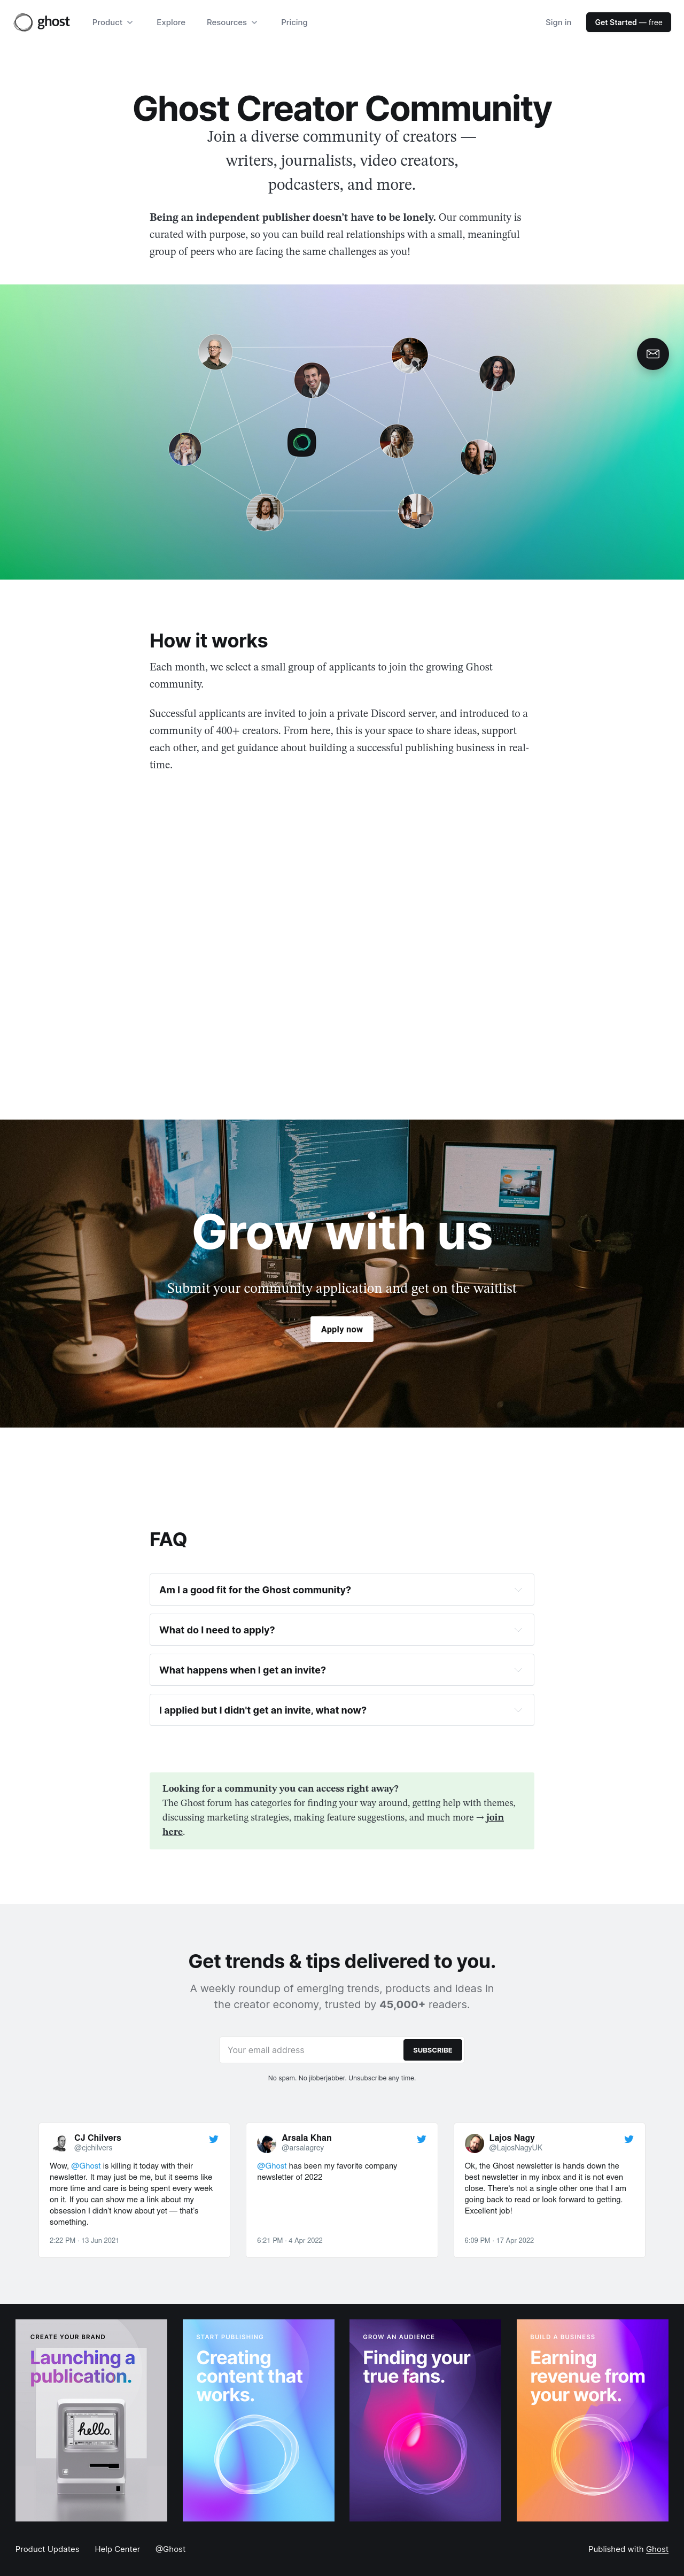 ghost
Product
Explore
Resources
Pricing
Sign in
Get Started — free
Ghost Creator Community
Join a diverse community of creators —
writers, journalists, video creators,
podcasters, and more.
Being an independent publisher doesn't have to be lonely. Our community is
curated with purpose, so you can build real relationships with a small, meaningful
group of peers who are facing the same challenges as you!
How it works
Each month, we select a small group of applicants to join the growing Ghost
community.
Successful applicants are invited to join a private Discord server, and introduced to a
community of 400+ creators. From here, this is your space to share ideas, support
each other, and get guidance about building a successful publishing business in real-
time.
Grow with us
Submit your community application and get on the waitlist
Apply now
FAQ
Am I a good fit for the Ghost community?
What do I need to apply?
What happens when I get an invite?
I applied but I didn't get an invite, what now?
Looking for a community you can access right away?
The Ghost forum has categories for finding your way around, getting help with themes,
discussing marketing strategies, making feature suggestions, and much more → join
here.
Get trends & tips delivered to you.
A weekly roundup of emerging trends, products and ideas in
the creator economy, trusted by 45,000+ readers.
Your email address
SUBSCRIBE
No spam. No jibberjabber. Unsubscribe any time.
CJ Chilvers
@cjchilvers
Wow, @Ghost is killing it today with their
newsletter. It may just be me, but it seems like
more time and care is being spent every week
on it. If you can show me a link about my
obsession I didn't know about yet — that's
something.
2:22 PM · 13 Jun 2021
Arsala Khan
@arsalagrey
@Ghost has been my favorite company
newsletter of 2022
6:21 PM · 4 Apr 2022
Lajos Nagy
@LajosNagyUK
Ok, the Ghost newsletter is hands down the
best newsletter in my inbox and it is not even
close. There's not a single other one that I am
going back to read or look forward to getting.
Excellent job!
6:09 PM · 17 Apr 2022
CREATE YOUR BRAND
Launching a
publication.
hello.
START PUBLISHING
Creating
content that
works.
GROW AN AUDIENCE
Finding your
true fans.
BUILD A BUSINESS
Earning
revenue from
your work.
Product Updates
Help Center
@Ghost
Published with Ghost